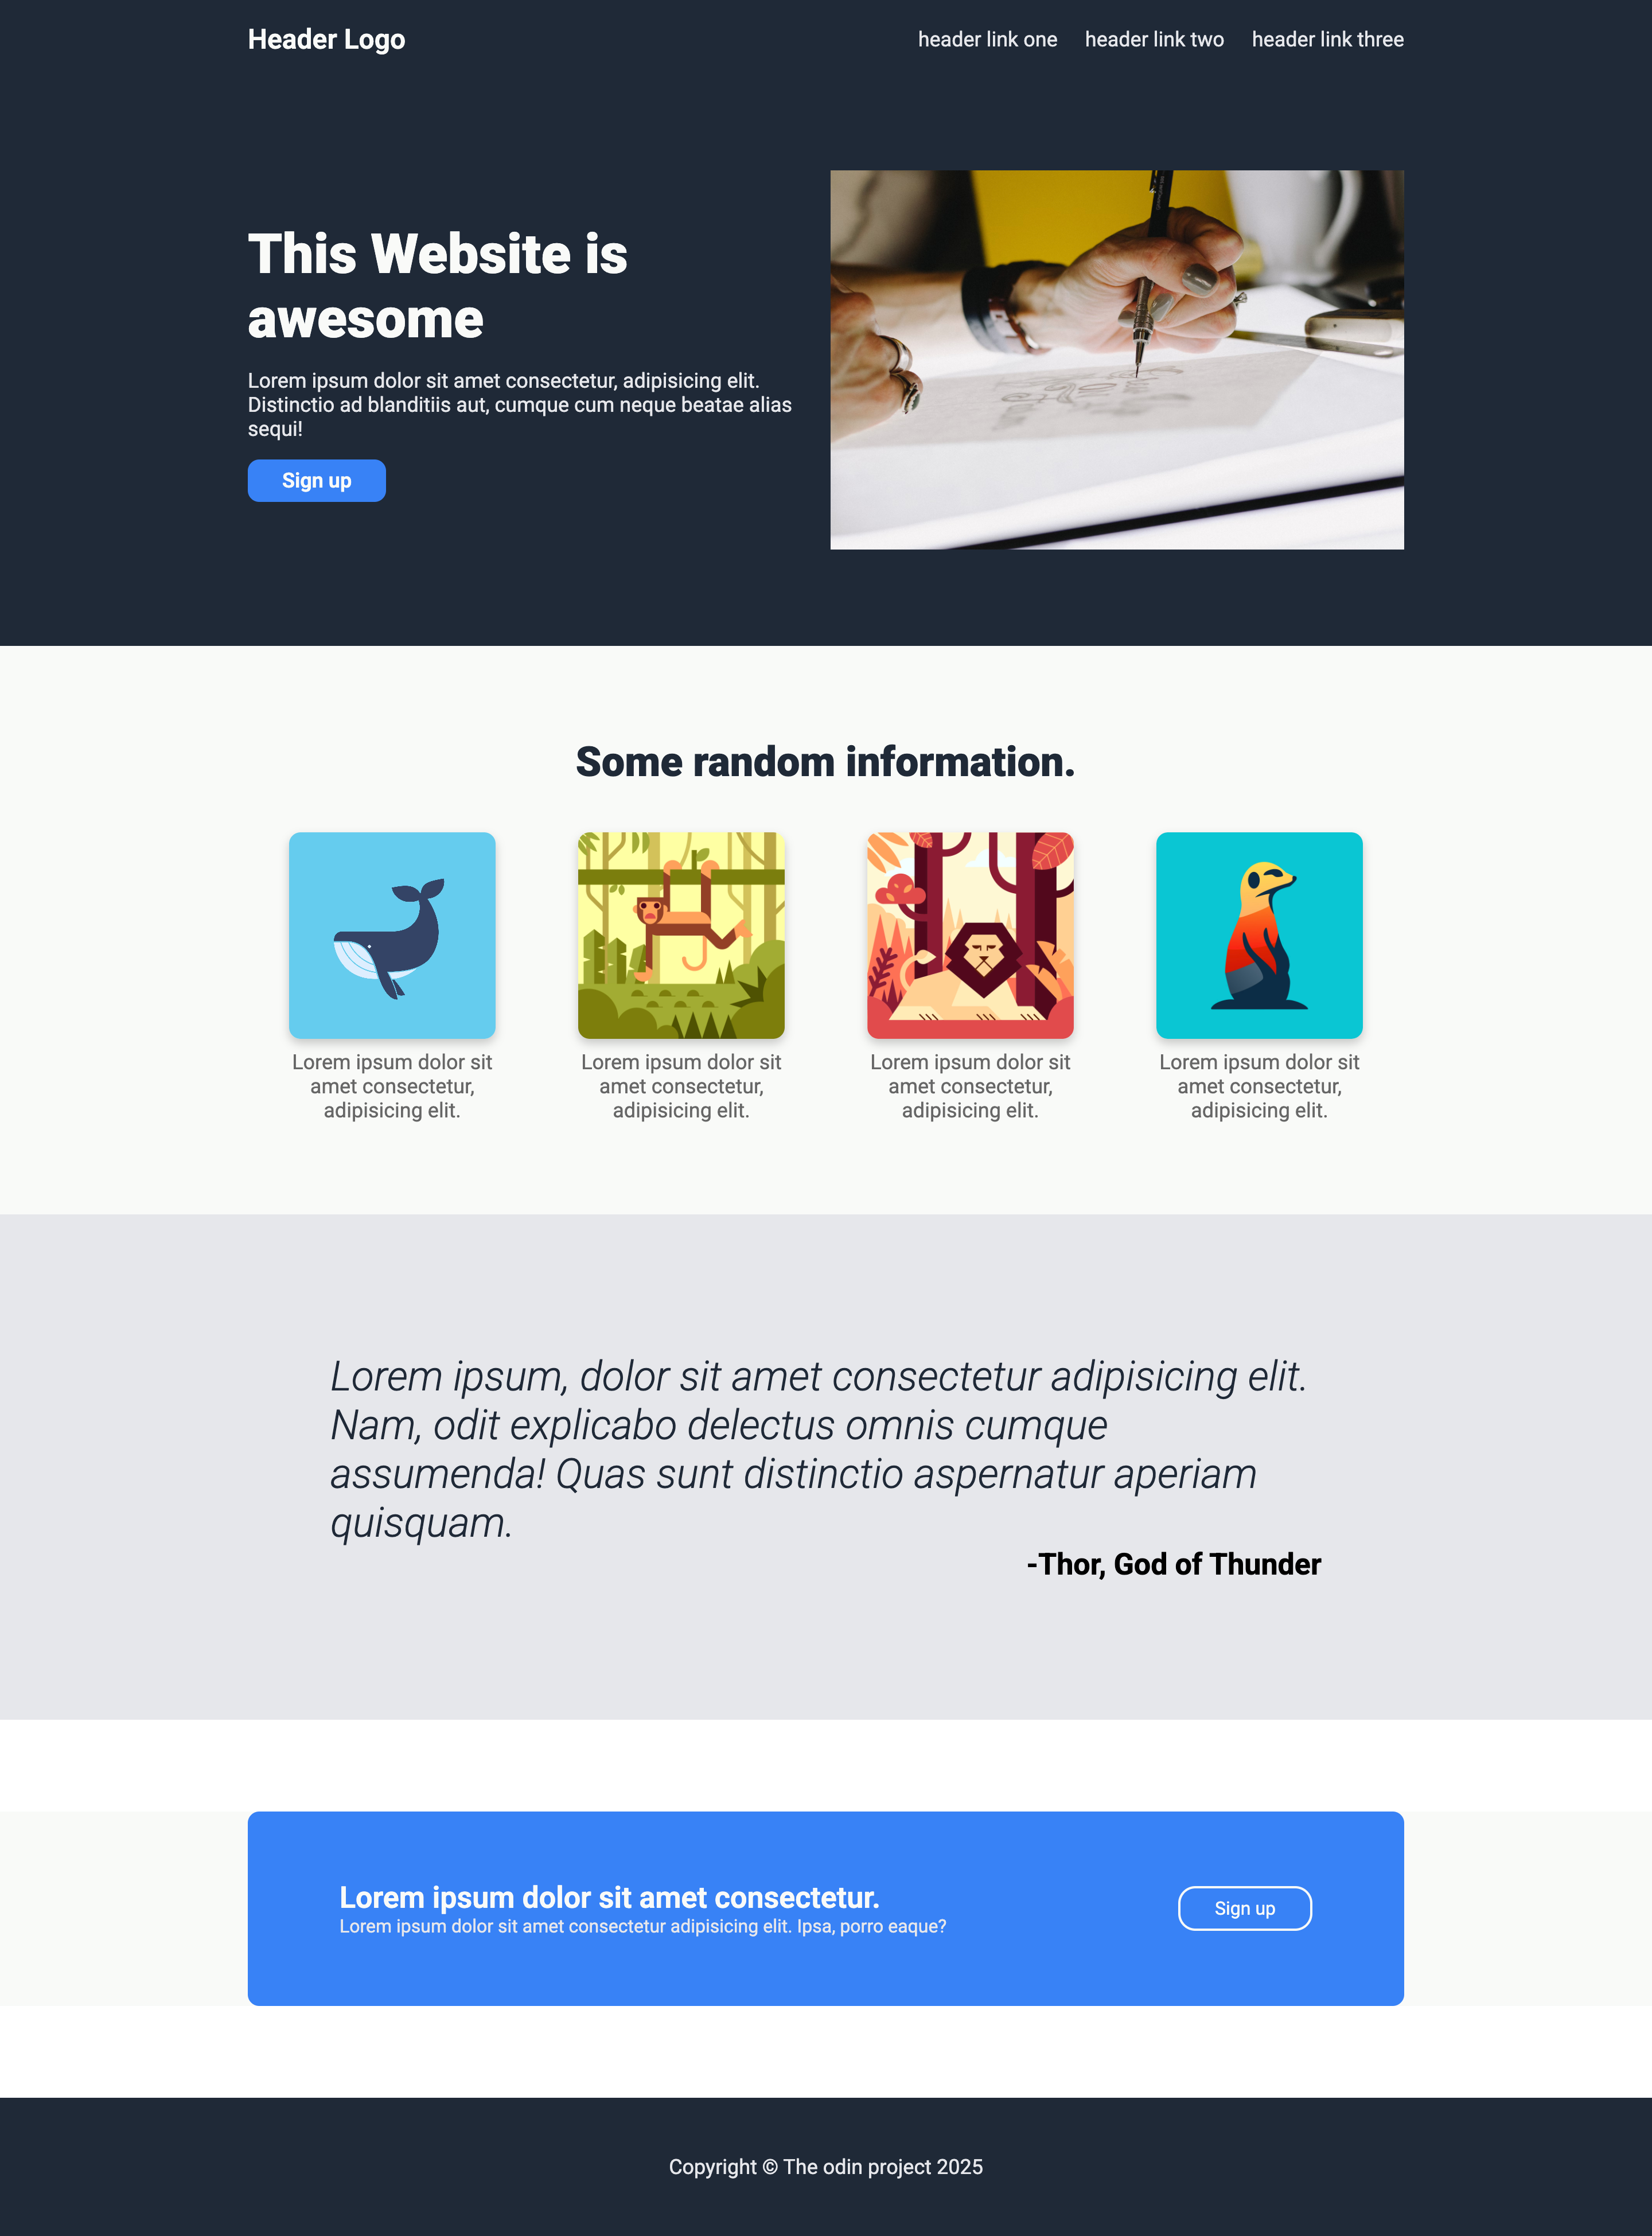 Header Logo
header link one
header link two
header link three
This Website is
awesome
Lorem ipsum dolor sit amet consectetur, adipisicing elit.
Distinctio ad blanditiis aut, cumque cum neque beatae alias
sequi!
Sign up
Some random information.
Lorem ipsum dolor sit
amet consectetur,
adipisicing elit.
Lorem ipsum dolor sit
amet consectetur,
adipisicing elit.
Lorem ipsum dolor sit
amet consectetur,
adipisicing elit.
Lorem ipsum dolor sit
amet consectetur,
adipisicing elit.
Lorem ipsum, dolor sit amet consectetur adipisicing elit.
Nam, odit explicabo delectus omnis cumque
assumenda! Quas sunt distinctio aspernatur aperiam
quisquam.
-Thor, God of Thunder
Lorem ipsum dolor sit amet consectetur.
Lorem ipsum dolor sit amet consectetur adipisicing elit. Ipsa, porro eaque?
Sign up
Copyright © The odin project 2025